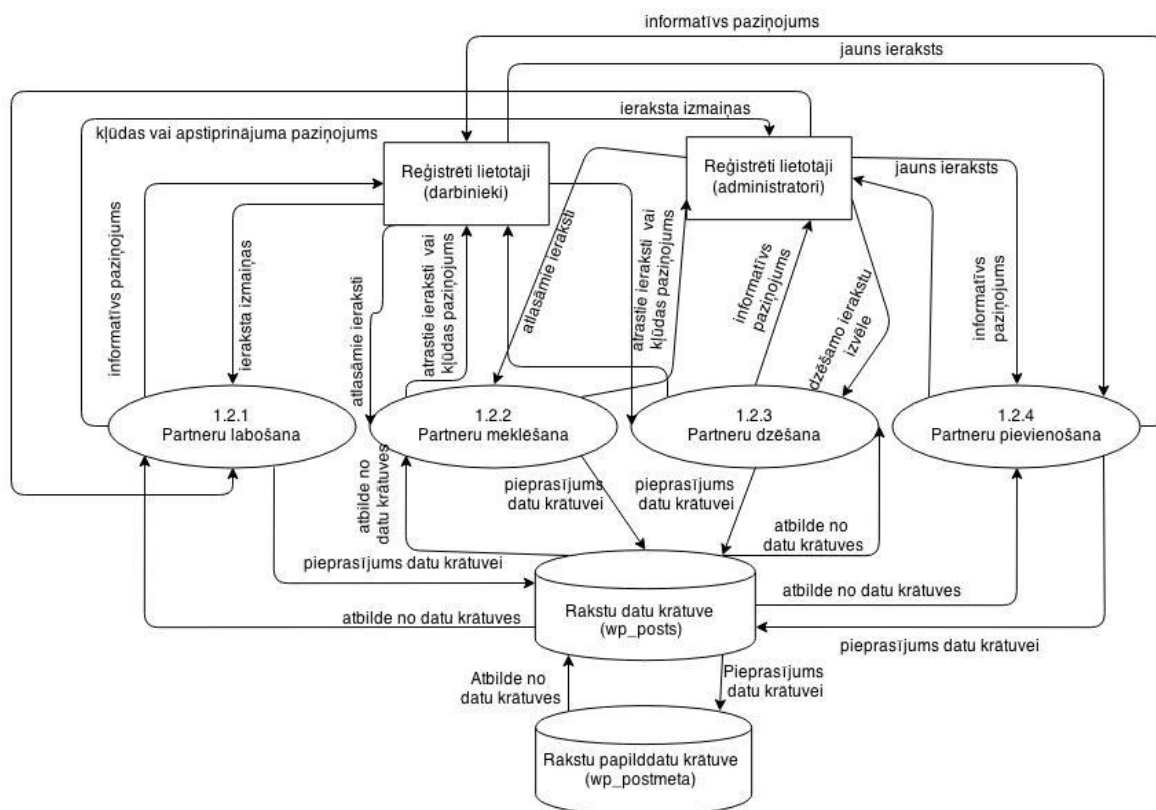 informatīvs paziņojums
jauns ieraksts
ieraksta izmaiņas
kļūdas vai apstiprinājuma paziņojums
Reģistrēti lietotāji
(darbinieki)
Reģistrēti lietotāji
(administratori)
jauns ieraksts
informatīvs paziņojums
ieraksta izmaiņas
atlasāmie ieraksti
atrastie ieraksti vai
kļūdas paziņojums
atlasāmie ieraksti
atrastie ieraksti vai
kļūdas paziņojums
informatīvs
paziņojums
dzēšamo ierakstu
izvēle
informatīvs
paziņojums
1.2.1
Partneru labošana
1.2.2
Partneru meklēšana
1.2.3
Partneru dzēšana
1.2.4
Partneru pievienošana
atbilde no
datu krātuves
pieprasījums
datu krātuvei
pieprasījums
datu krātuvei
atbilde no
datu krātuves
pieprasījums datu krātuvei
atbilde no datu krātuves
atbilde no datu krātuves
pieprasījums datu krātuvei
Rakstu datu krātuve
(wp_posts)
Atbilde no
datu krātuves
Pieprasījums
datu krātuvei
Rakstu papilddatu krātuve
(wp_postmeta)